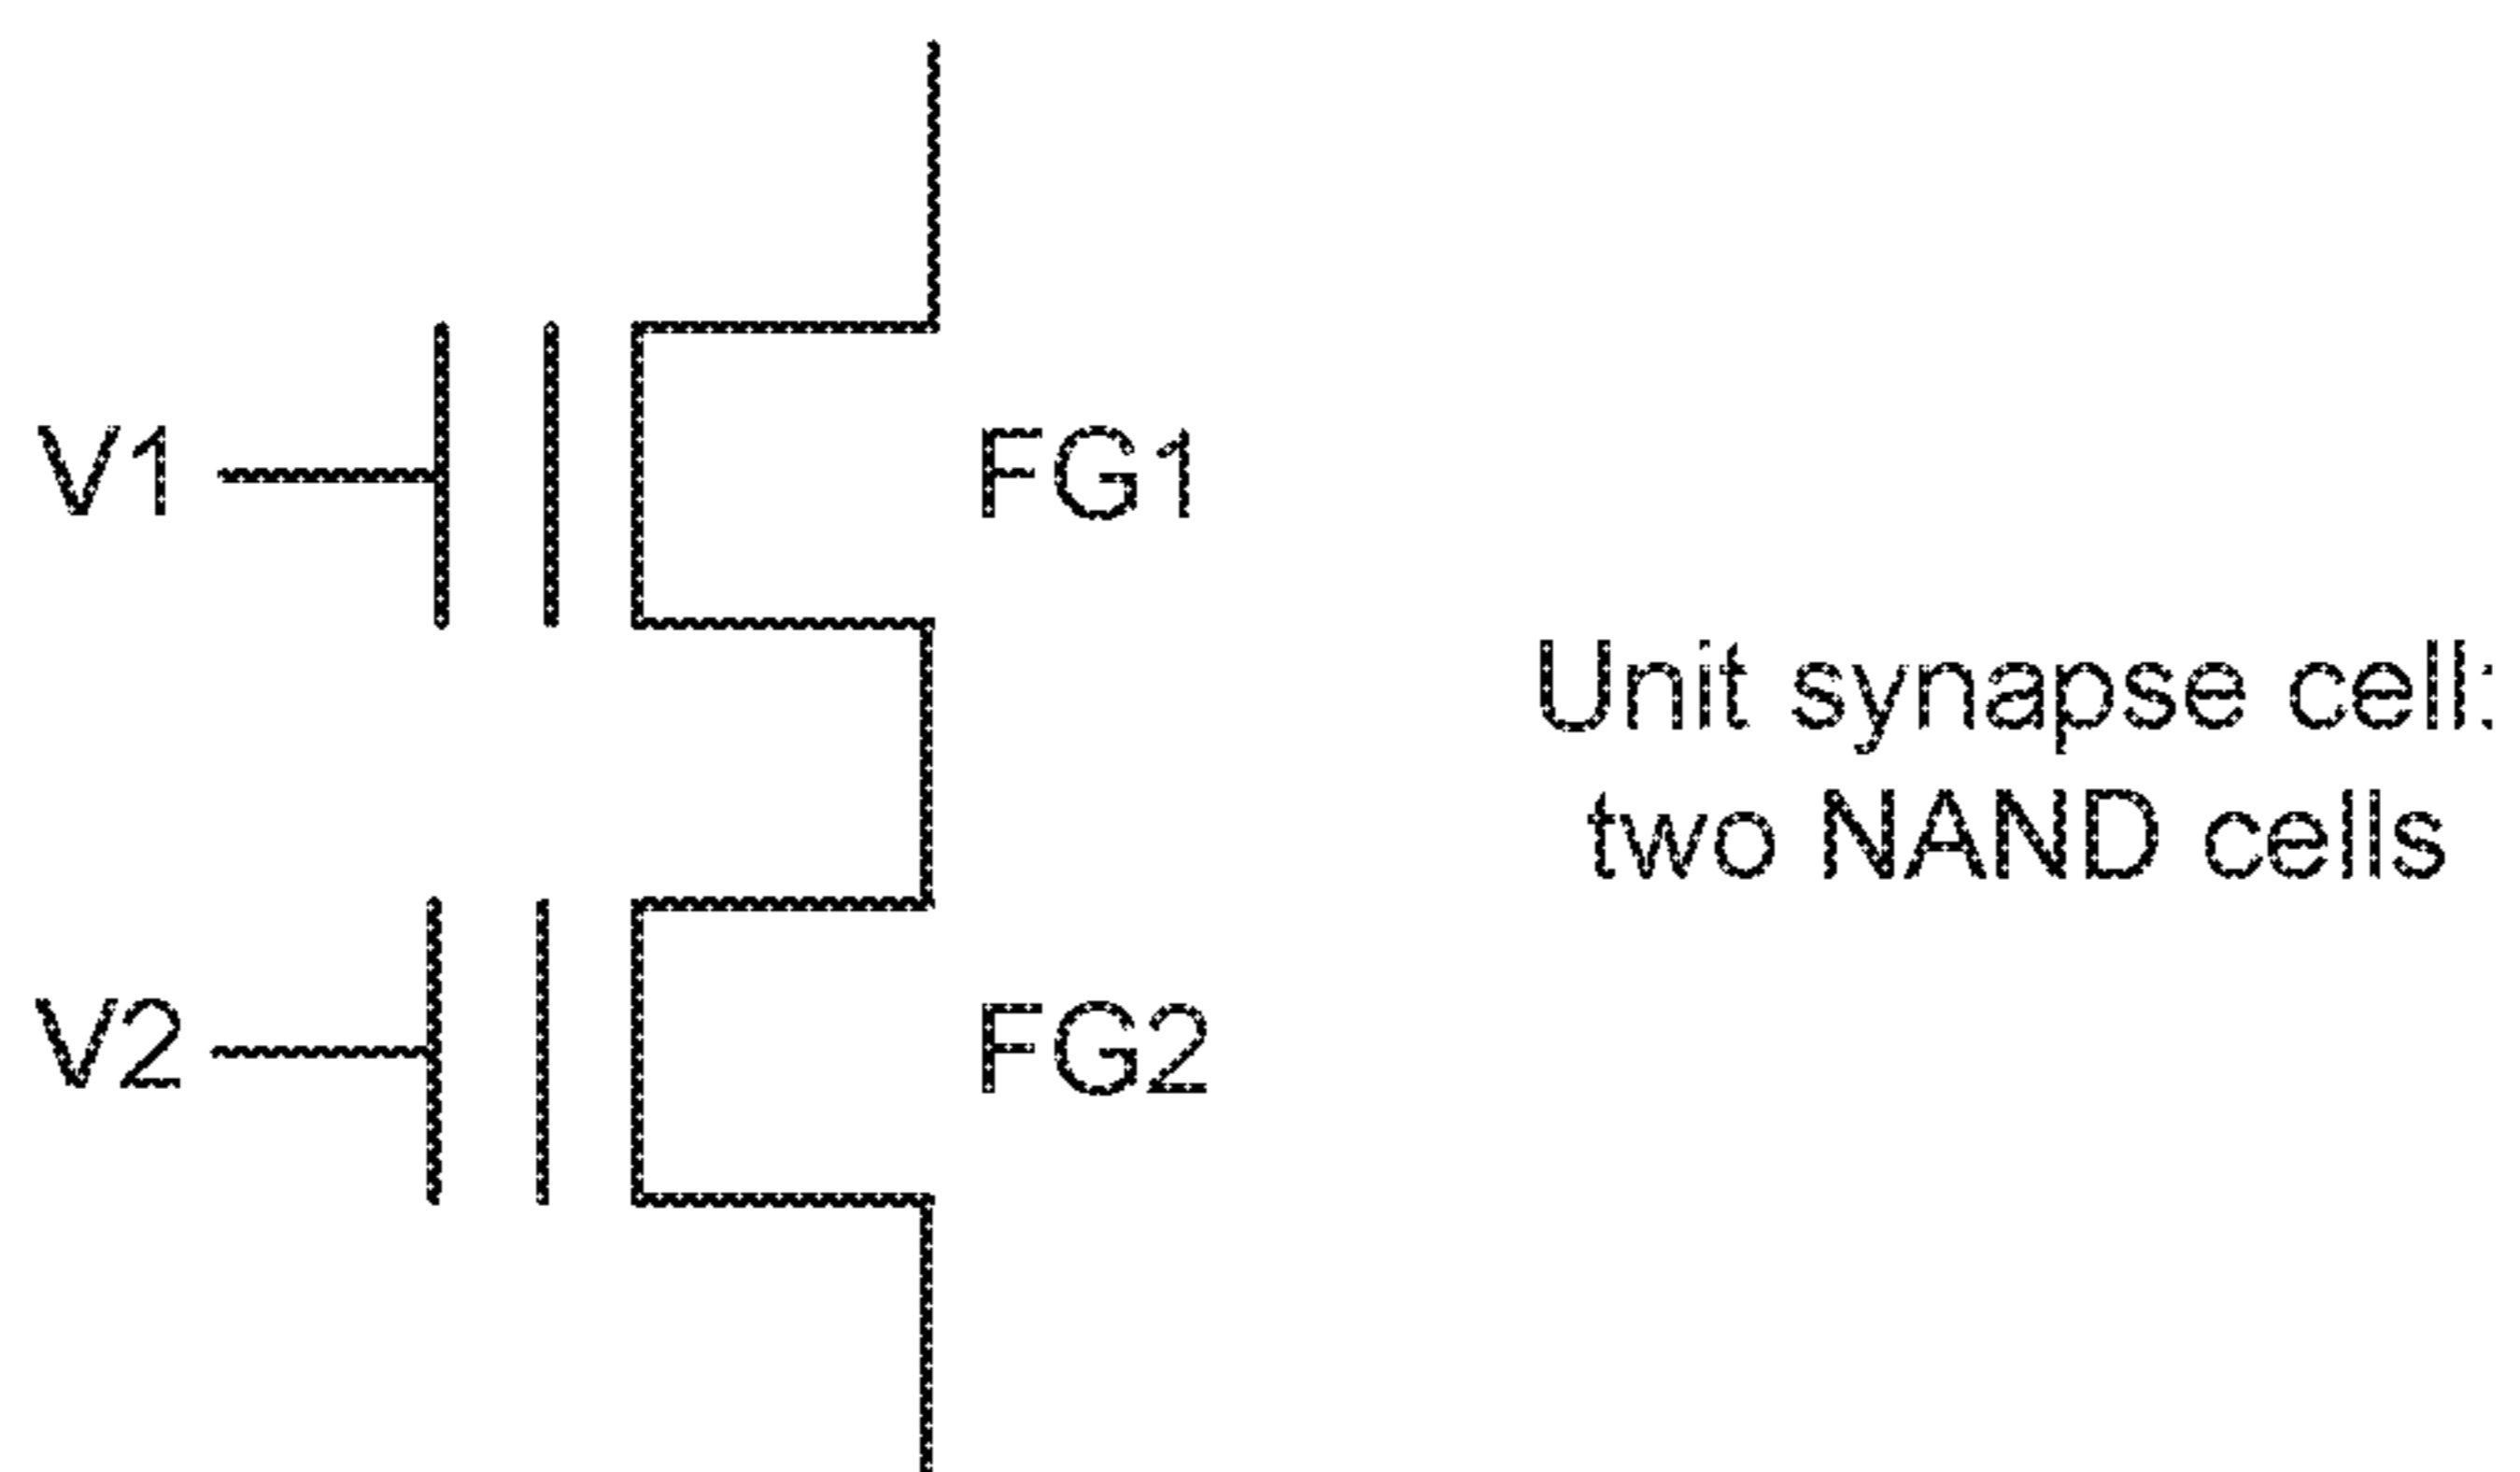 V1
FG1
Unit synapse cell:
two NAND cells
V2
FG2